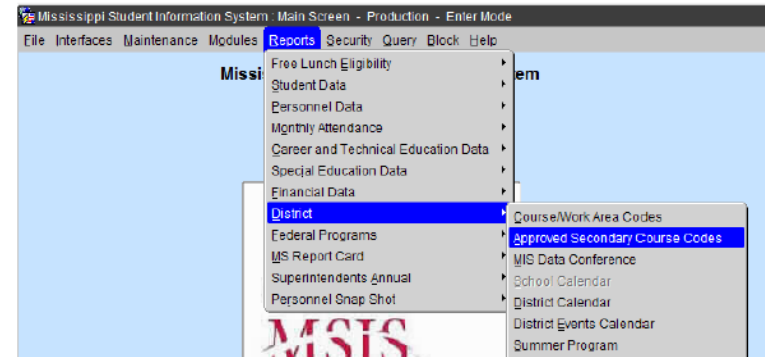 Mississippi Student Information System : Main Screen - Production - Enter Mode
File Interfaces Maintenance Modules Reports Security Query Block Help
Missi
em
Free Lunch Eligibility
Student Data
Personnel Data
Monthly Attendance
Career and Technical Education Data
Special Education Data
Financial Data
District
Federal Programs
MS Report Card
Superintendents Annual
Personnel Snap Shot
Course/Work Area Codes
Approved Secondary Course Codes
MIS Data Conference
School Calendar
District Calendar
District Events Calendar
Summer Program
MSIS